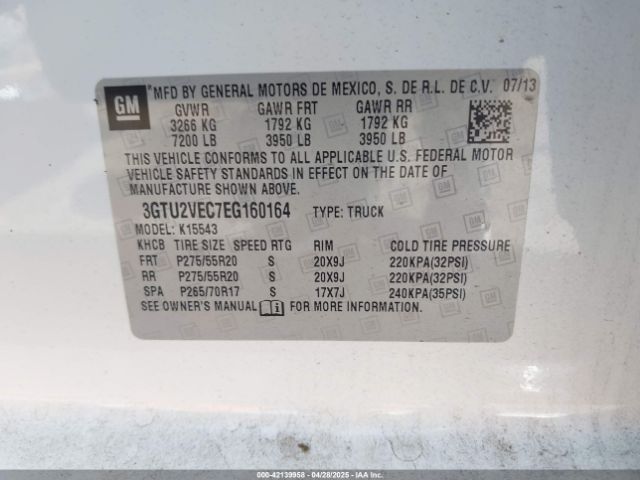 GM
*MFD BY GENERAL MOTORS DE MEXICO, S. DE R.L. DE C.V. 07/13
GVWR GAWR FRT GAWR RR
3266 KG 1792 KG 1792 KG
7200 LB 3950 LB 3950 LB
THIS VEHICLE CONFORMS TO ALL APPLICABLE U.S. FEDERAL MOTOR
VEHICLE SAFETY STANDARDS IN EFFECT ON THE DATE OF
MANUFACTURE SHOWN ABOVE.
3GTU2VEC7EG160164 TYPE: TRUCK
MODEL: K15543
KHCB TIRE SIZE SPEED RTG RIM COLD TIRE PRESSURE
FRT P275/55R20 S 20X9J 220KPA(32PSI)
RR P275/55R20 S 20X9J 220KPA(32PSI)
SPA P265/70R17 S 17X7J 240KPA(35PSI)
SEE OWNER'S MANUAL FOR MORE INFORMATION.
000-42139958 - 04/28/2025 - IAAI.COM